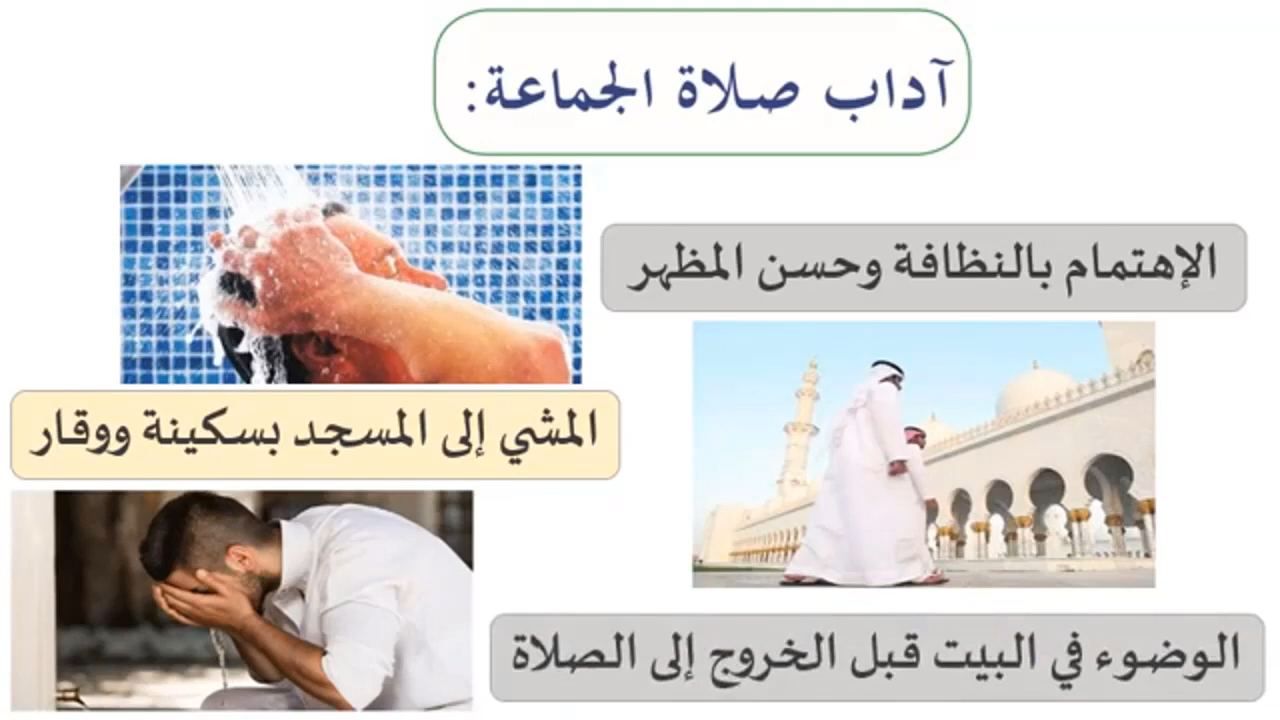 آداب صلاة الجماعة:
الإهتمام بالنظافة وحسن المظهر
المشي إلى المسجد بسكينة ووقار
الوضوء في البيت قبل الخروج إلى الصلاة